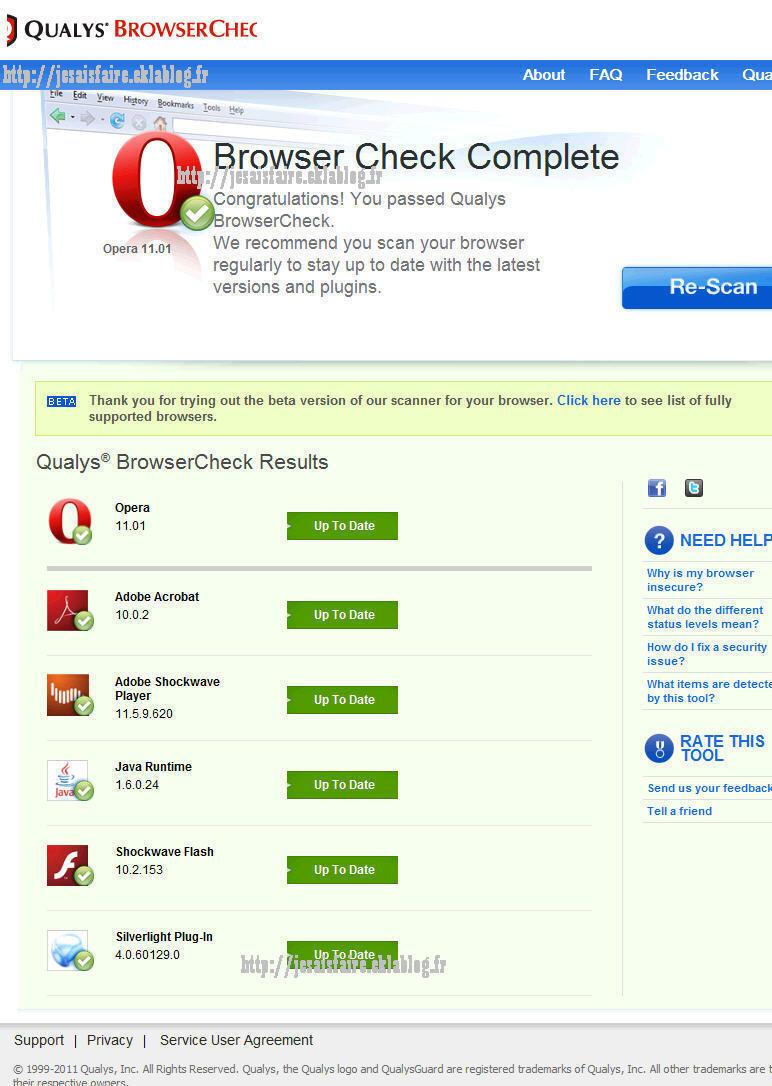 QUALYS® BROWSERCHEC
http://jesaisfaire.eklablog.fr
About FAQ Feedback Qua
File Edit View History Bookmarks Tools Help
Browser Check Complete
http://jesaisfaire.eklablog.fr
Congratulations! You passed Qualys
BrowserCheck.
We recommend you scan your browser
regularly to stay up to date with the latest
versions and plugins.
Opera 11.01
Re-Scan
BETA
Thank you for trying out the beta version of our scanner for your browser. Click here to see list of fully
supported browsers.
Qualys® BrowserCheck Results
Opera
11.01
Up To Date
Adobe Acrobat
10.0.2
Up To Date
Adobe Shockwave
Player
11.5.9.620
Up To Date
Java Runtime
1.6.0.24
Java
Up To Date
Shockwave Flash
10.2.153
Up To Date
Silverlight Plug-In
4.0.60129.0
Up To Date
http://jesaisfaire.eklablog.fr
NEED HELP
Why is my browser
insecure?
What do the different
status levels mean?
How do I fix a security
issue?
What items are detecte
by this tool?
RATE THIS
TOOL
Send us your feedback
Tell a friend
Support | Privacy | Service User Agreement
© 1999-2011 Qualys, Inc. All Rights Reserved. Qualys, the Qualys logo and QualysGuard are registered trademarks of Qualys, Inc. All other trademarks are t
their respective owners.